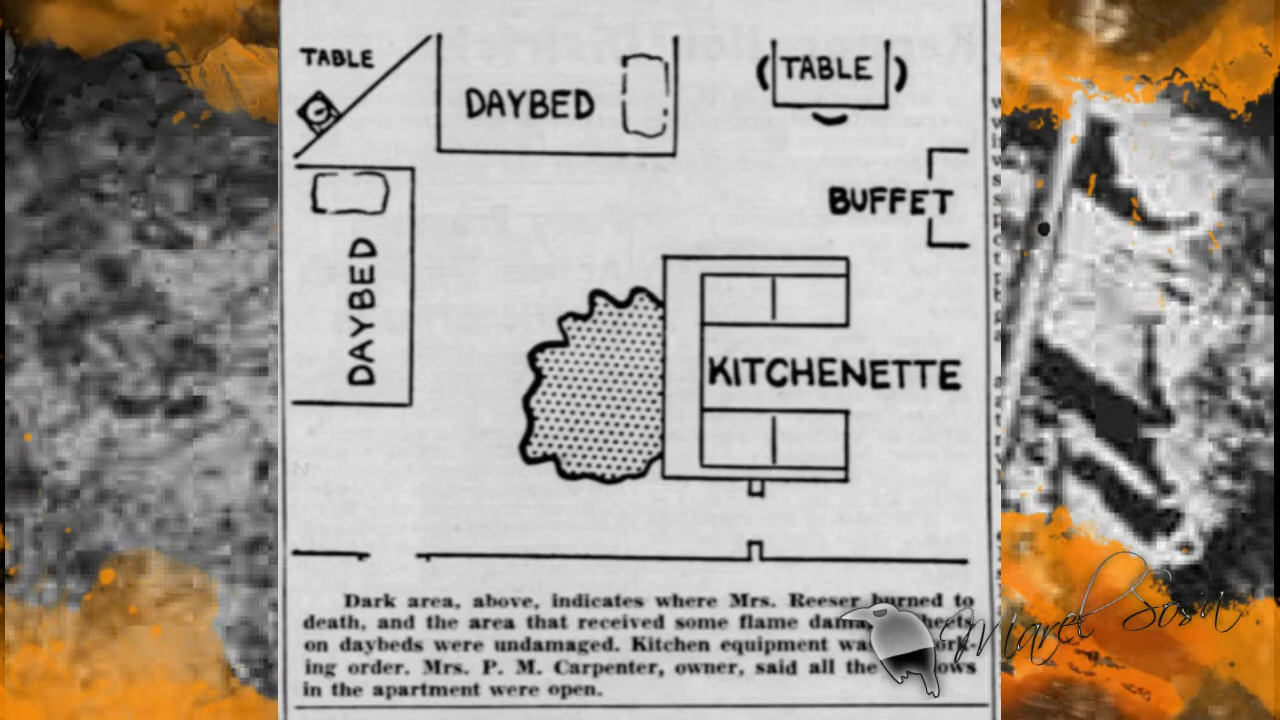 TABLE
DAYBED
TABLE
BUFFET
DAYBED
KITCHENETTE
Dark area, above, indicates where Mrs. Reeser burned to
death, and the area that received some flame
on daybeds were undamaged. Kitchen equipment
ing order. Mrs. P. M. Carpenter, owner, said all the
in the apartment were open.
Marel Sosin